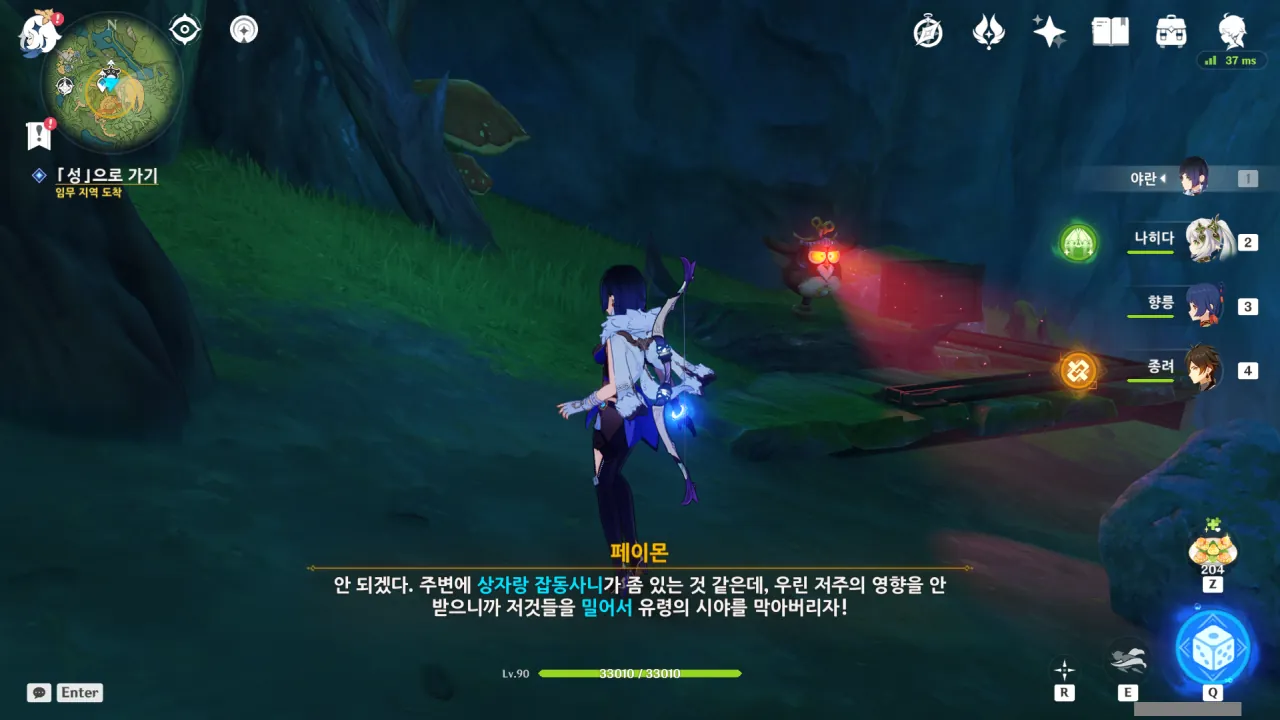 N
37 ms
「성」으로 가기
임무 지역 도착
야란
1
나히다
2
향릉
3
종려
4
페이몬
안 되겠다. 주변에 상자랑 잡동사니가 좀 있는 것 같은데, 우린 저주의 영향을 안
받으니까 저것들을 밀어서 유령의 시야를 막아버리자!
204
Z
Lv.90
33010 / 33010
Enter
R
E
Q